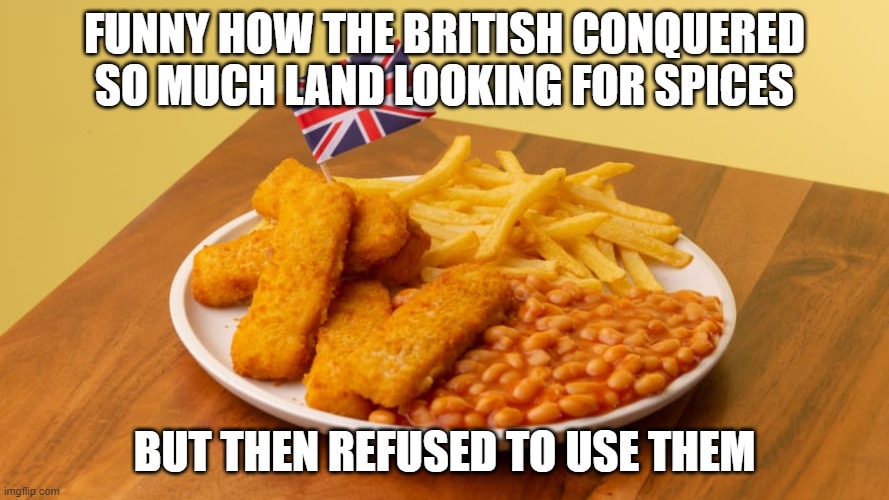 FUNNY HOW THE BRITISH CONQUERED
SO MUCH LAND LOOKING FOR SPICES
BUT THEN REFUSED TO USE THEM
imgflip.com